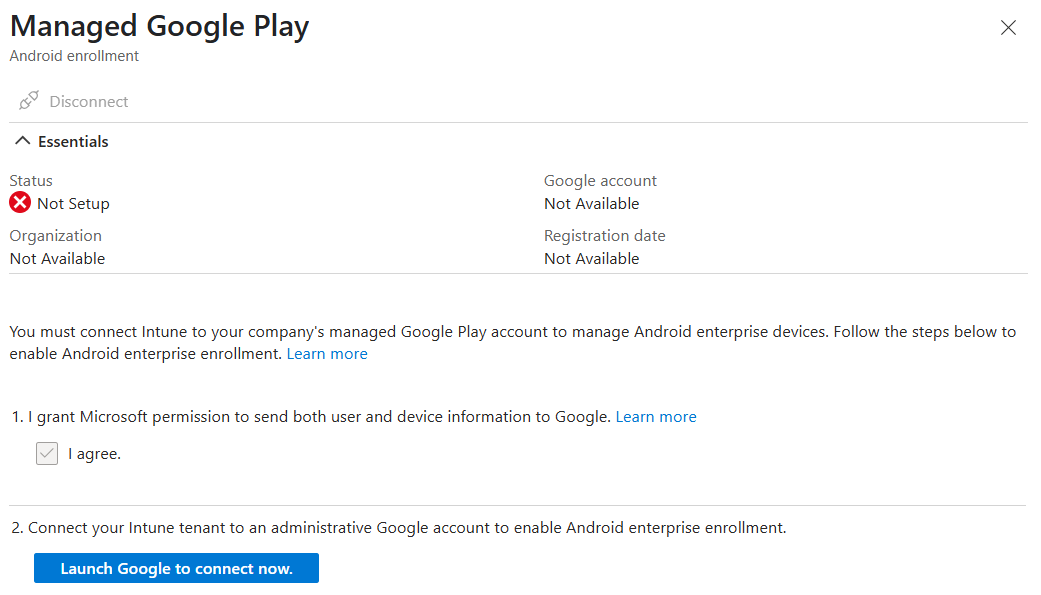 Managed Google Play
Android enrollment
Disconnect
Essentials
Status
Not Setup
Google account
Not Available
Organization
Not Available
Registration date
Not Available
You must connect Intune to your company's managed Google Play account to manage Android enterprise devices. Follow the steps below to
enable Android enterprise enrollment. Learn more
1. I grant Microsoft permission to send both user and device information to Google. Learn more
I agree.
2. Connect your Intune tenant to an administrative Google account to enable Android enterprise enrollment.
Launch Google to connect now.